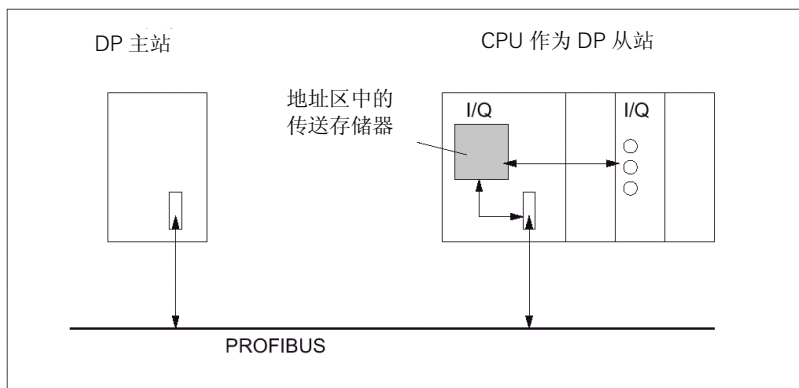 DP 主站
CPU 作为 DP 从站
地址区中的
传送存储器
I/Q
I/Q
PROFIBUS